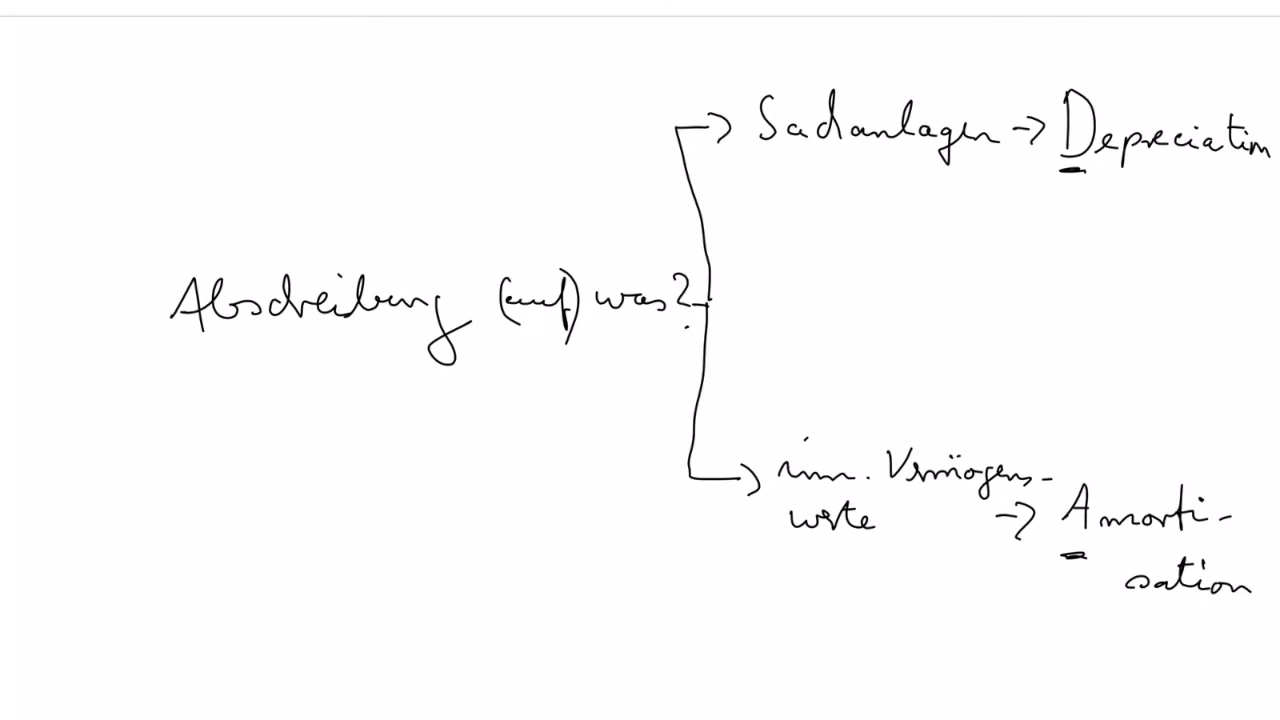 Sachanlagen -> Depreciation
Abschreibung (auf) was?
imm. Vermögens-
werte -> Amorti-
sation